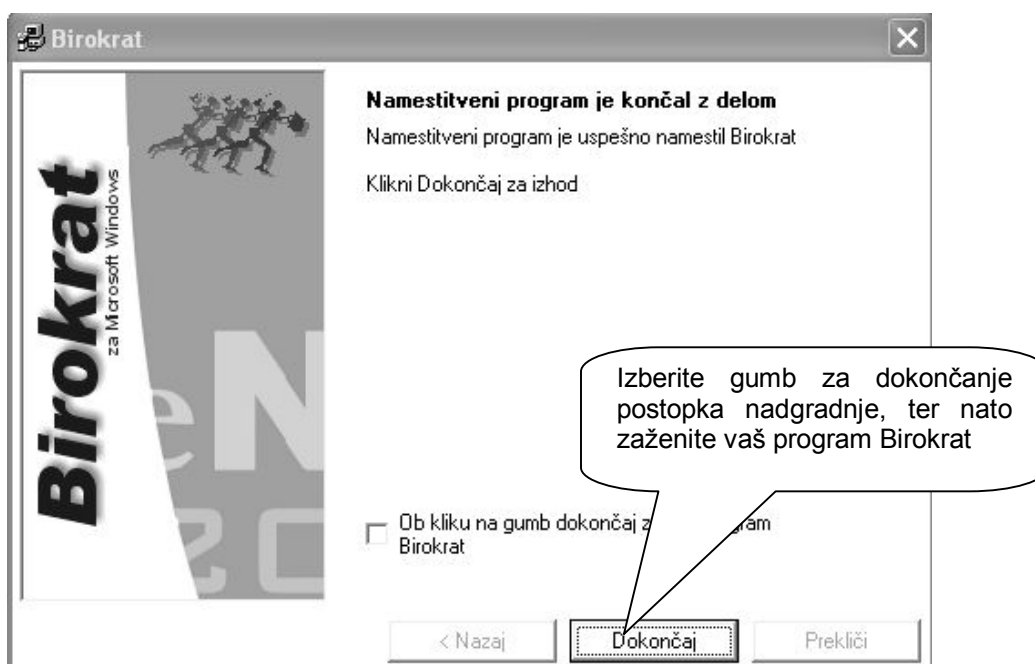 Birokrat
Birokrat
za Microsoft Windows
eN
20
Namestitveni program je končal z delom
Namestitveni program je uspešno namestil Birokrat
Klikni Dokončaj za izhod
Izberite gumb za dokončanje
postopka nadgradnje, ter nato
zaženite vaš program Birokrat
Ob kliku na gumb dokončaj
Birokrat
< Nazaj
Dokončaj
Prekliči